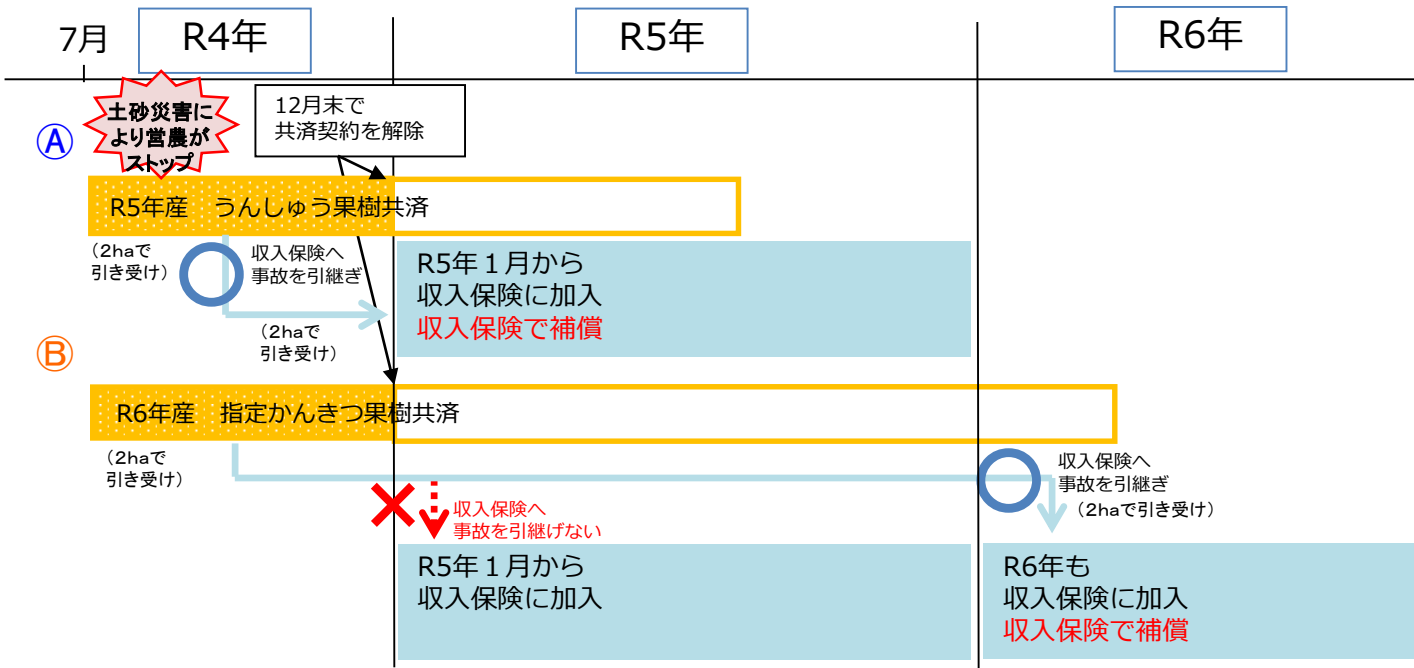 7月
R4年
R5年
R6年
土砂災害に
より営農が
ストップ
12月末で
共済契約を解除
Ⓐ
R5年産　うんしゅう果樹共済
（2haで
引き受け）
収入保険へ
事故を引継ぎ
（2haで
引き受け）
R5年１月から
収入保険に加入
収入保険で補償
Ⓑ
R6年産　指定かんきつ果樹共済
（2haで
引き受け）
収入保険へ
事故を引継げない
収入保険へ
事故を引継ぎ
（2haで引き受け）
R5年１月から
収入保険に加入
R6年も
収入保険に加入
収入保険で補償